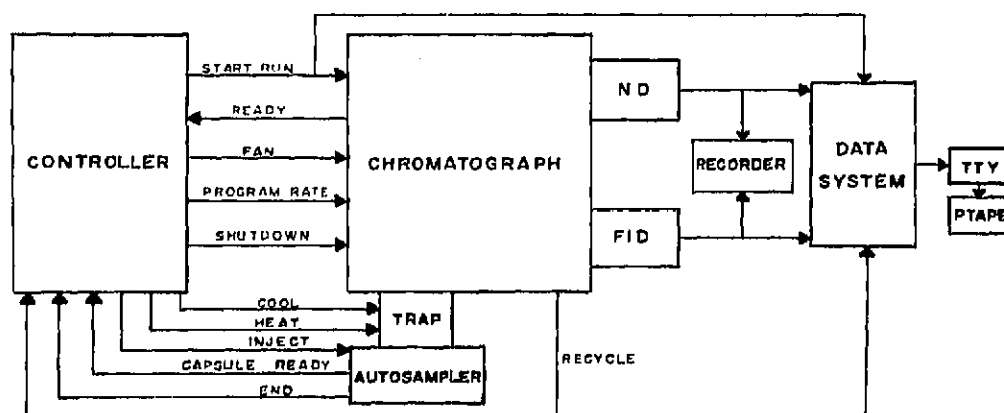 START RUN
READY
FAN
PROGRAM RATE
SHUTDOWN
CONTROLLER
CHROMATOGRAPH
ND
FID
RECORDER
DATA
SYSTEM
TTY
PTAPE
COOL
HEAT
INJECT
CAPSULE READY
END
TRAP
AUTOSAMPLER
RECYCLE